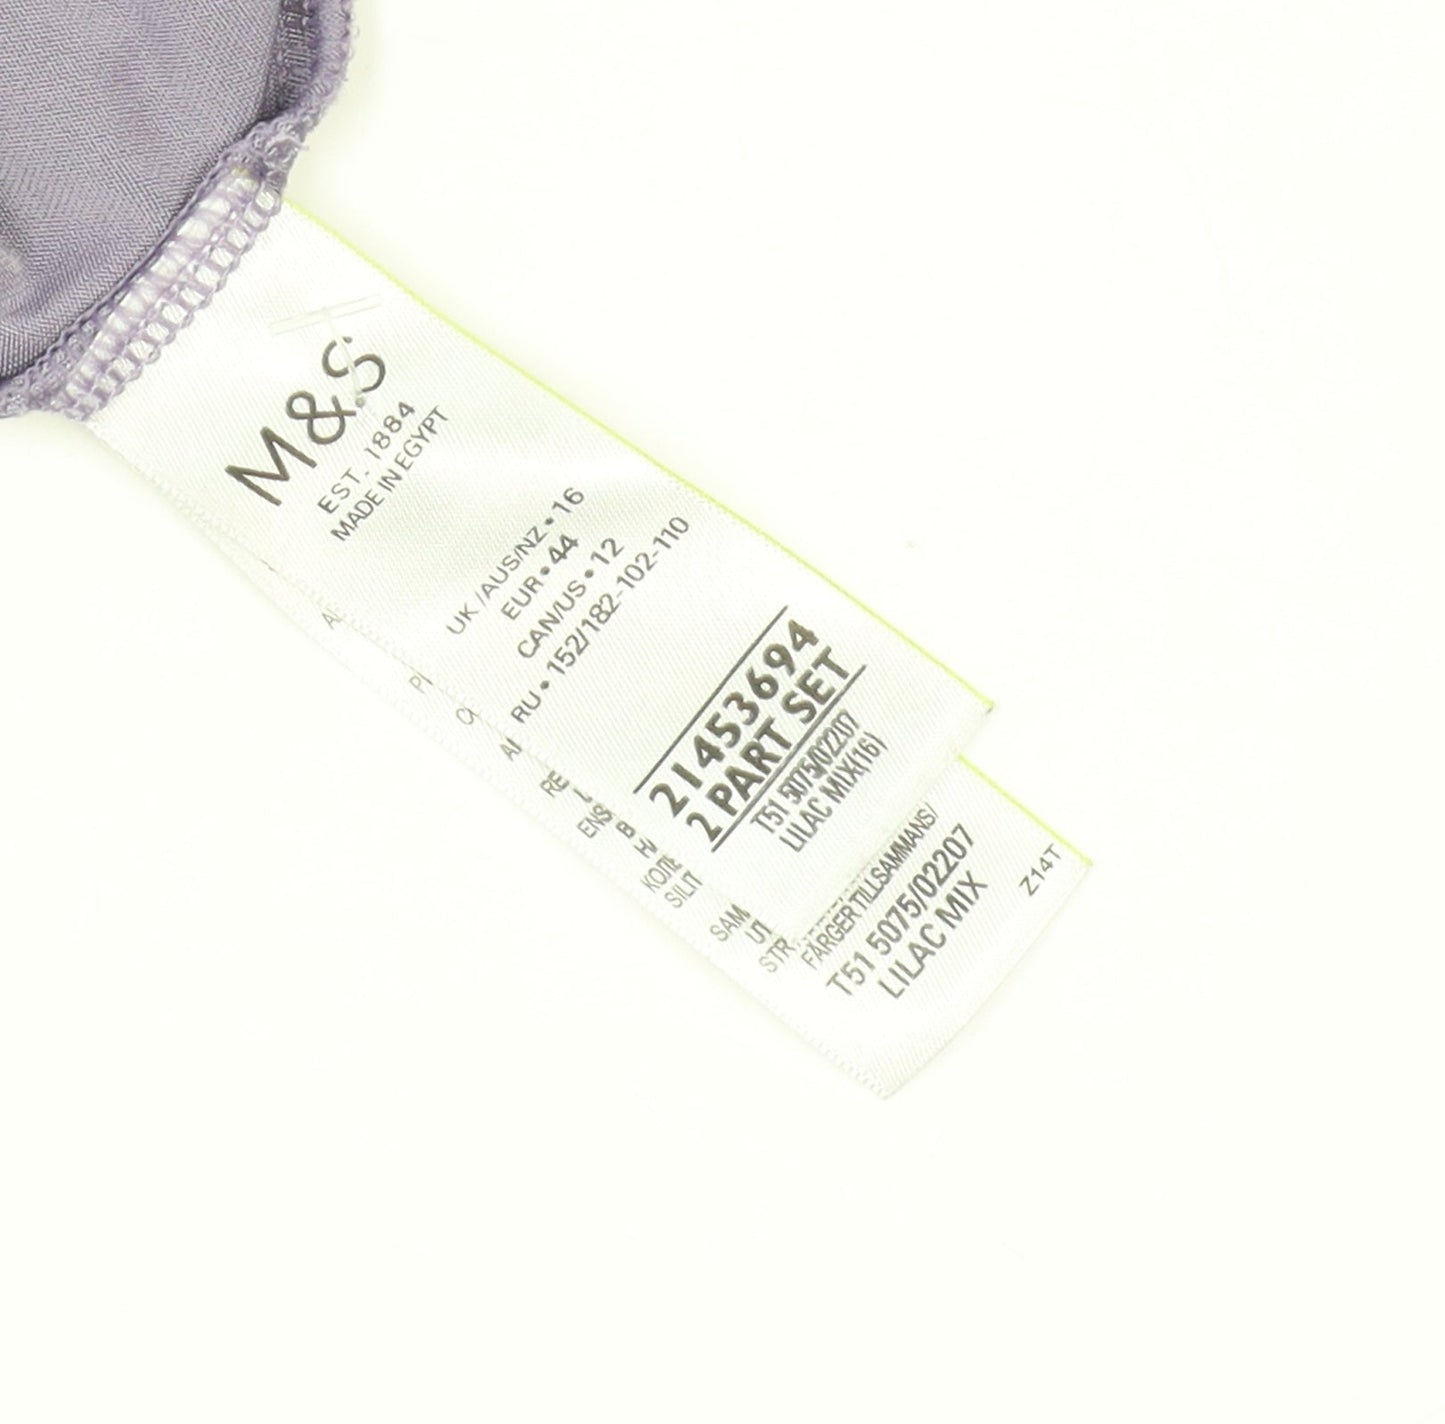 M&S
EST. 1884
MADE IN EGYPT
UK/AUS/NZ • 16
EUR • 44
CAN/US • 12
RU • 152/182-102-110
21453694
2 PART SET
T51 5075/02207
LILAC MIX(16)
FÄRGER TILLSAMMANS/
T51 5075/02207
LILAC MIX
Z14T